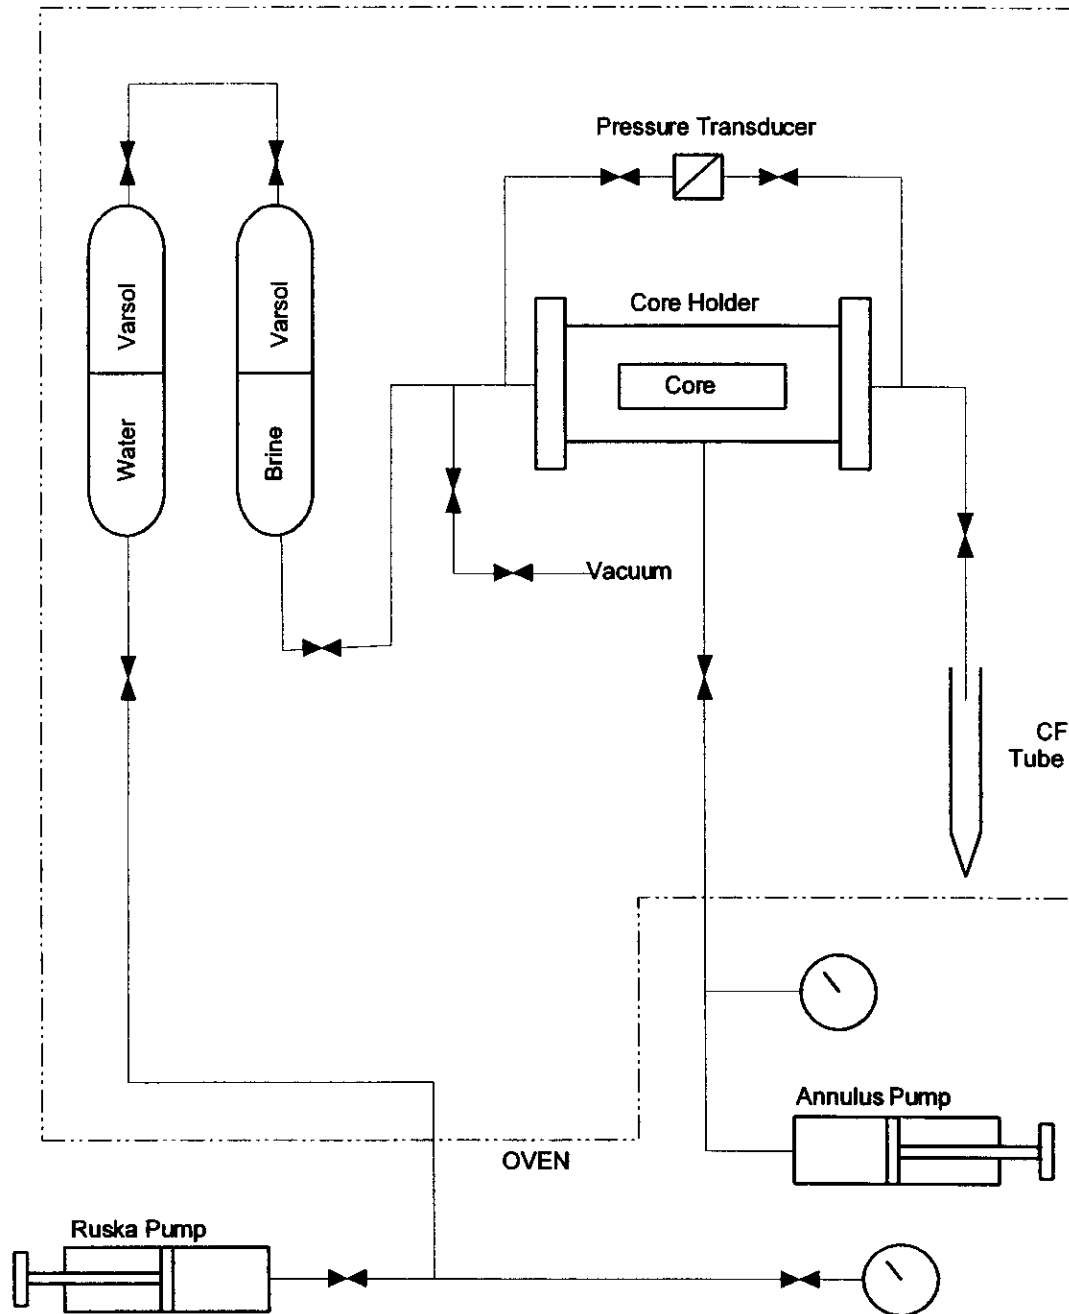 Pressure Transducer
Varsol
Varsol
Core Holder
Core
Water
Brine
Vacuum
CF
Tube
Annulus Pump
OVEN
Ruska Pump